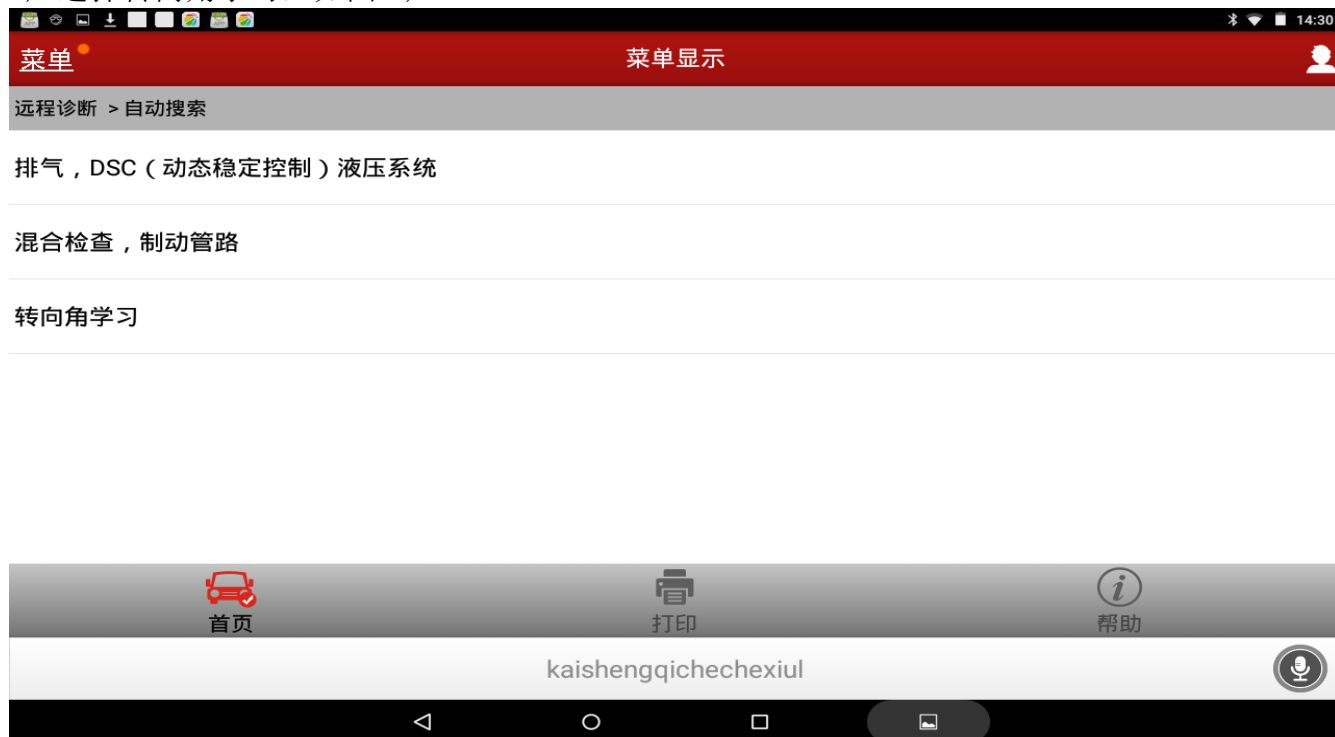 14:30
菜单
菜单显示
远程诊断 >自动搜索
排气，DSC（动态稳定控制）液压系统
混合检查，制动管路
转向角学习
首页
打印
帮助
kaishengqichechexiul